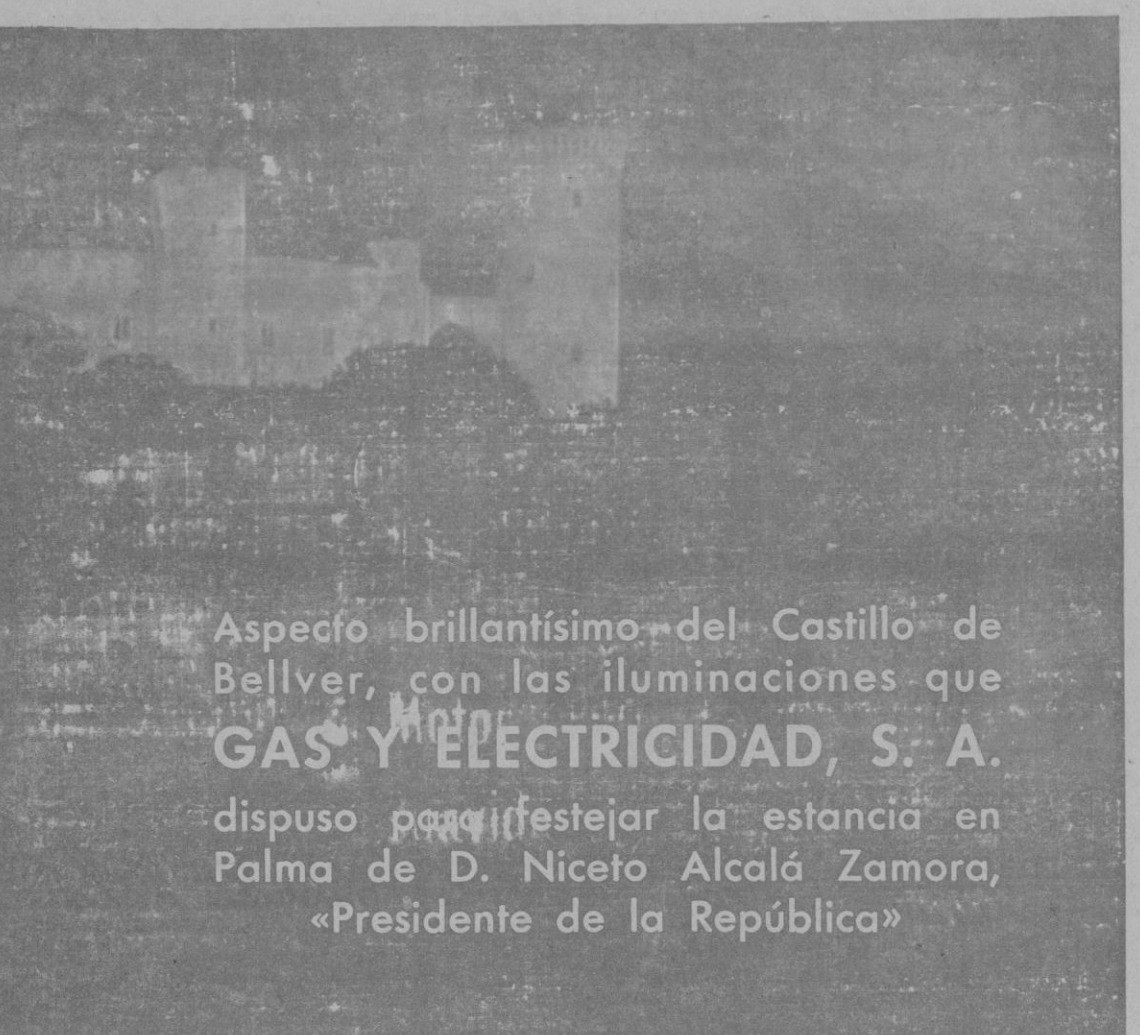 Aspecto brillantísimo del Castillo de
Bellver, con las iluminaciones que
GAS Y ELECTRICIDAD, S. A.
dispuso para festejar la estancia en
Palma de D. Niceto Alcalá Zamora,
«Presidente de la República»